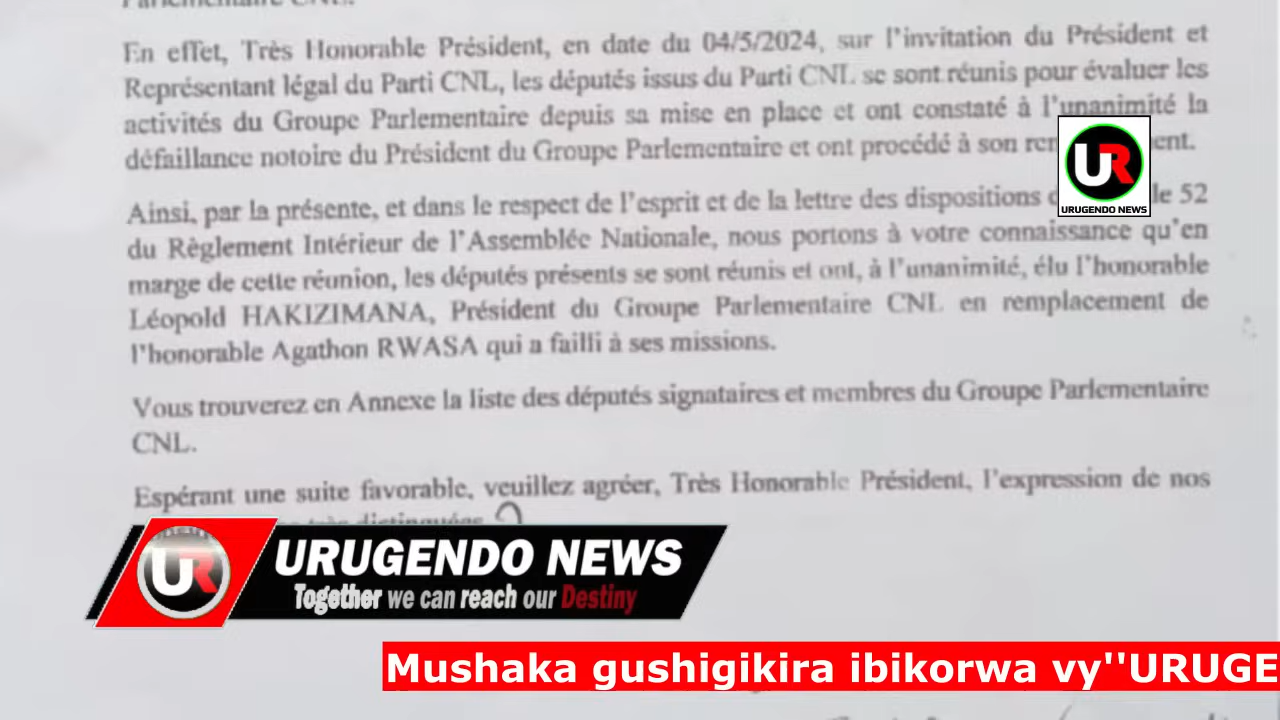 Parlementaire CNL.
En effet, Très Honorable Président, en date du 04/5/2024, sur l'invitation du Président et
Représentant légal du Parti CNL, les députés issus du Parti CNL se sont réunis pour évaluer les
activités du Groupe Parlementaire depuis sa mise en place et ont constaté à l'unanimité la
défaillance notoire du Président du Groupe Parlementaire et ont procédé à son
Ainsi, par la présente, et dans le respect de l'esprit et de la lettre des dispositions 52
du Règlement Intérieur de l'Assemblée Nationale, nous portons à votre connaissance qu'en
marge de cette réunion, les députés présents se sont réunis et ont, à l'unanimité, élu l'honorable
Léopold HAKIZIMANA, Président du Groupe Parlementaire CNL en remplacement de
l'honorable Agathon RWASA qui a failli à ses missions.
Vous trouverez en Annexe la liste des députés signataires et membres du Groupe Parlementaire
CNL.
Espérant une suite favorable, veuillez agréer, Très Honorable Président, l'expression de nos
très distinguées
UR
URUGENDO NEWS
UR
URUGENDO NEWS
Together we can reach our Destiny
Mushaka gushigikira ibikorwa vy''URUGE